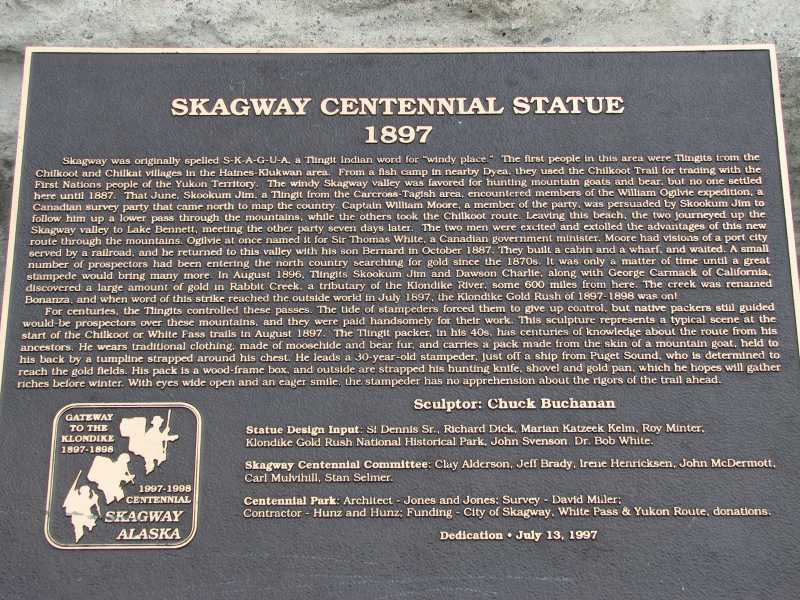 SKAGWAY CENTENNIAL STATUE
1897
Skagway was originally spelled S-K-A-G-U-A, a Tlingit Indian word for "windy place." The first people in this area were Tlingits from the
Chilkoot and Chilkat villages in the Haines-Klukwan area. From a fish camp in nearby Dyea, they used the Chilkoot Trail for trading with the
First Nations people of the Yukon Territory. The windy Skagway valley was favored for hunting mountain goats and bear, but no one settled
here until 1887. That June, Skookum Jim, a Tlingit from the Carcross-Tagish area, encountered members of the William Ogilvie expedition, a
Canadian survey party that came north to map the country. Captain William Moore, a member of the party, was persuaded by Skookum Jim to
follow him up a lower pass through the mountains, while the others took the Chilkoot route. Leaving this beach, the two journeyed up the
Skagway valley to Lake Bennett, meeting the other party seven days later. The two men were excited and extolled the advantages of this new
route through the mountains. Ogilvie at once named it for Sir Thomas White, a Canadian government minister. Moore had visions of a port city
served by a railroad, and he returned to this valley with his son Bernard in October 1887. They built a cabin and a wharf, and waited. A small
number of prospectors had been entering the north country searching for gold since the 1870s. It was only a matter of time until a great
stampede would bring many more. In August 1896, Tlingits Skookum Jim and Dawson Charlie, along with George Carmack of California,
discovered a large amount of gold in Rabbit Creek, a tributary of the Klondike River, some 600 miles from here. The creek was renamed
Bonanza, and when word of this strike reached the outside world in July 1897, the Klondike Gold Rush of 1897-1898 was on!
For centuries, the Tlingits controlled these passes. The tide of stampeders forced them to give up control, but native packers still guided
would-be prospectors over these mountains, and they were paid handsomely for their work. This sculpture represents a typical scene at the
start of the Chilkoot or White Pass trails in August 1897. The Tlingit packer, in his 40s, has centuries of knowledge about the route from his
ancestors. He wears traditional clothing, made of moosehide and bear fur, and carries a pack made from the skin of a mountain goat, held to
his back by a tumpline strapped around his chest. He leads a 30-year-old stampeder, just off a ship from Puget Sound, who is determined to
reach the gold fields. His pack is a wood-frame box, and outside are strapped his hunting knife, shovel and gold pan, which he hopes will gather
riches before winter. With eyes wide open and an eager smile, the stampeder has no apprehension about the rigors of the trail ahead.
Sculptor: Chuck Buchanan
Statue Design Input: Si Dennis Sr., Richard Dick, Marian Katzeek Kelm, Roy Minter,
Klondike Gold Rush National Historical Park, John Svenson, Dr. Bob White.
Skagway Centennial Committee: Clay Alderson, Jeff Brady, Irene Henricksen, John McDermott,
Carl Mulvihill, Stan Selmer.
Centennial Park: Architect - Jones and Jones; Survey - David Miler;
Contractor - Hunz and Hunz; Funding - City of Skagway, White Pass & Yukon Route, donations.
Dedication • July 13, 1997
GATEWAY
TO THE
KLONDIKE
1897-1898
1997-1998
CENTENNIAL
SKAGWAY
ALASKA